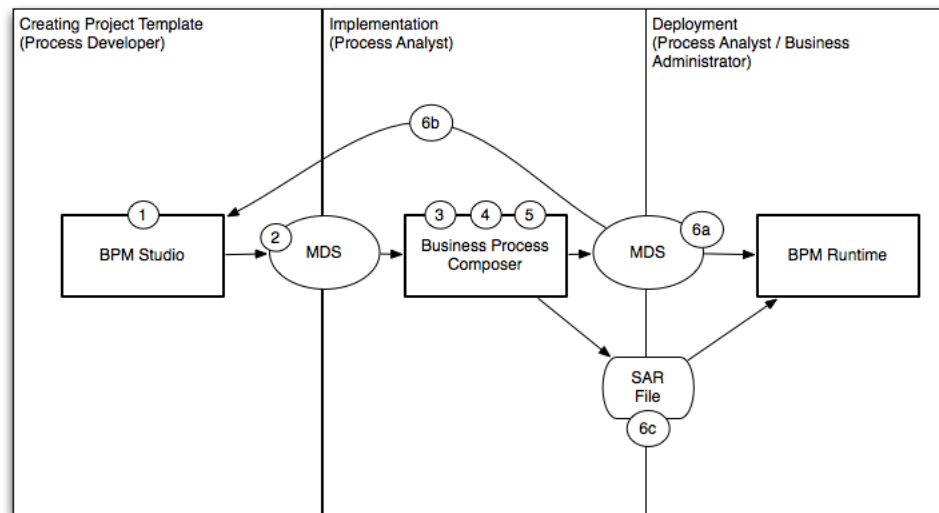 Creating Project Template
(Process Developer)
Implementation
(Process Analyst)
Deployment
(Process Analyst / Business
Administrator)
6b
1
BPM Studio
2
MDS
3
4
5
Business Process
Composer
MDS
6a
BPM Runtime
SAR
File
6c